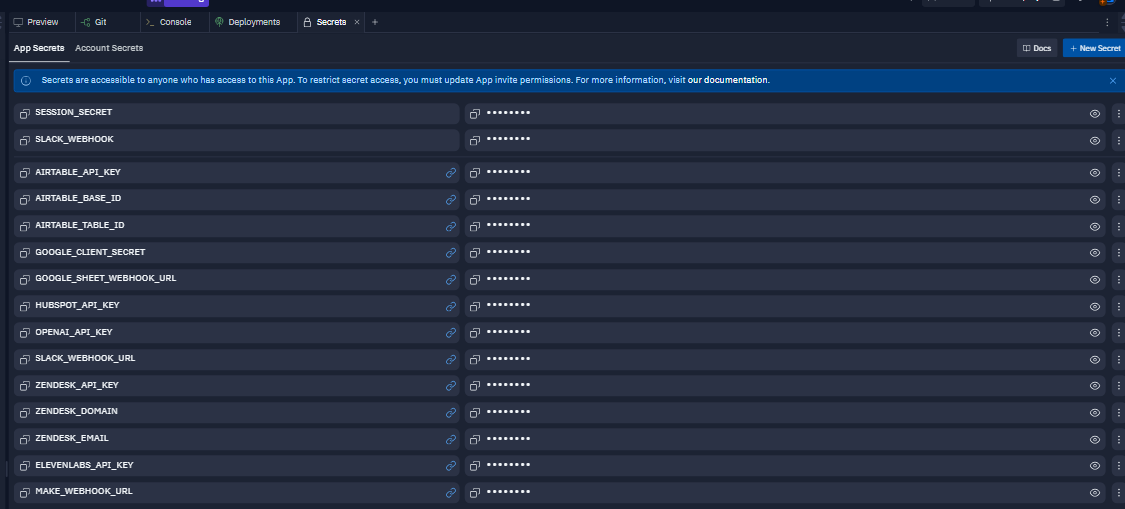 Preview Git Console Deployments Secrets
App Secrets Account Secrets Docs + New Secret
Secrets are accessible to anyone who has access to this App. To restrict secret access, you must update App invite permissions. For more information, visit our documentation.
SESSION_SECRET ••••••••
SLACK_WEBHOOK ••••••••
AIRTABLE_API_KEY ••••••••
AIRTABLE_BASE_ID ••••••••
AIRTABLE_TABLE_ID ••••••••
GOOGLE_CLIENT_SECRET ••••••••
GOOGLE_SHEET_WEBHOOK_URL ••••••••
HUBSPOT_API_KEY ••••••••
OPENAI_API_KEY ••••••••
SLACK_WEBHOOK_URL ••••••••
ZENDESK_API_KEY ••••••••
ZENDESK_DOMAIN ••••••••
ZENDESK_EMAIL ••••••••
ELEVENLABS_API_KEY ••••••••
MAKE_WEBHOOK_URL ••••••••